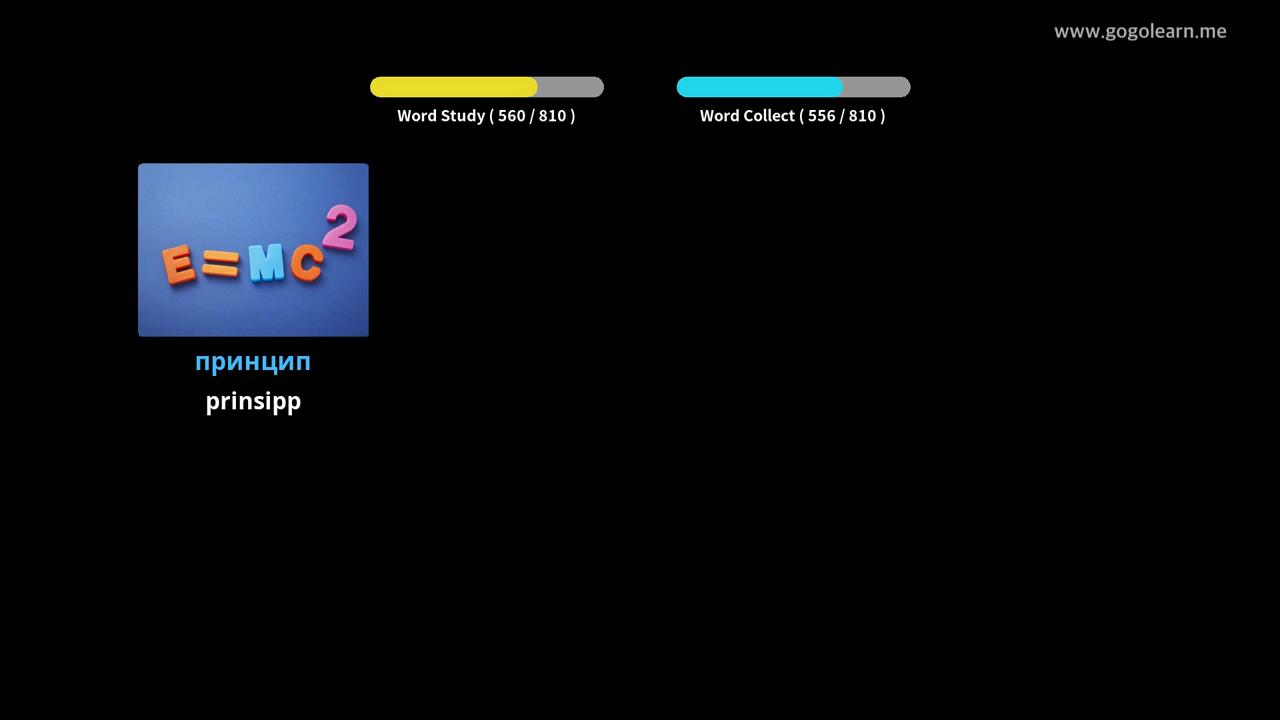 www.gogolearn.me
Word Study ( 560 / 810 )
Word Collect ( 556 / 810 )
E=MC²
принцип
prinsipp